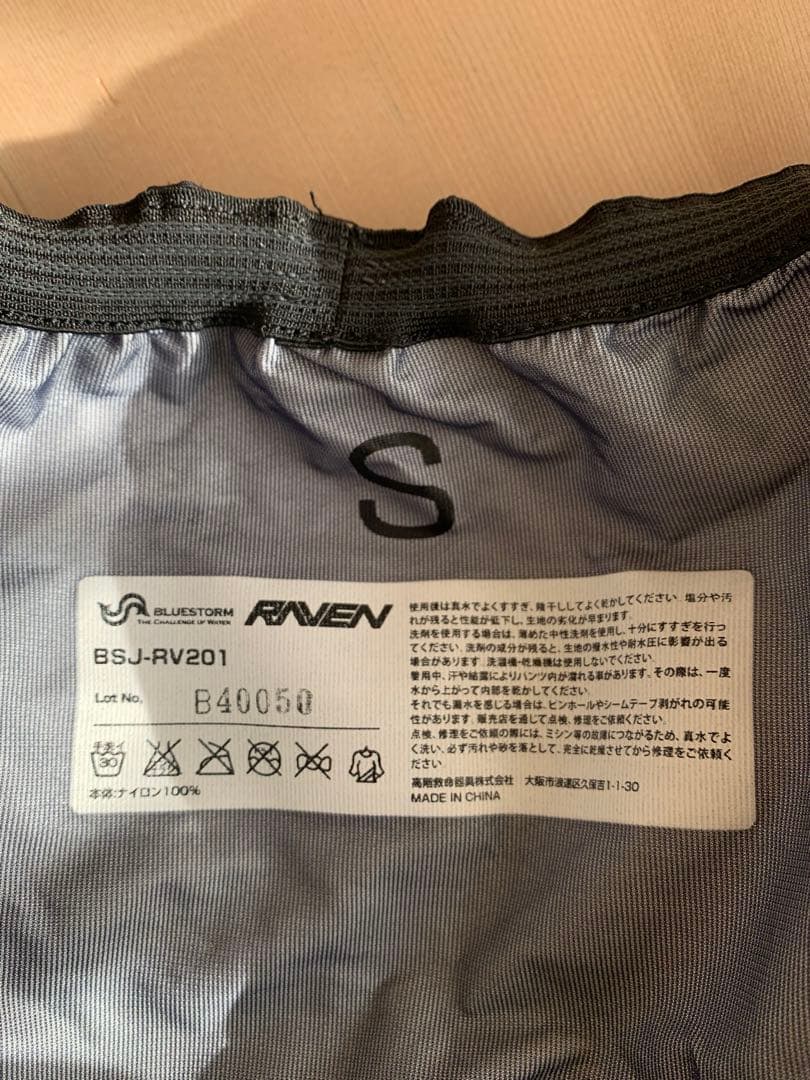 S
BLUESTORM
THE CHALLENGE OF WATER
RAVEN
BSJ-RV201
Lot No. B40050
手洗イ
30
本体:ナイロン100%
使用後は真水でよくすすぎ、陰干ししてよく乾かしてください. 塩分や汚
れが残ると性能が低下し、生地の劣化が早まります.
洗剤を使用する場合は、薄めた中性洗剤を使用し、十分にすすぎを行っ
てください. 洗剤の成分が残ると、生地の撥水性や耐水圧に影響が出る
場合があります. 洗濯機・乾燥機は使用しないでください.
着用中、汗や結露によりパンツ内が濡れる事があります. その際は、一度
水から上がって内部を乾かしてください.
それでも漏水を感じる場合は、ピンホールやシームテープ剥がれの可能
性があります. 販売店を通じて点検、修理をご依頼ください.
点検、修理をご依頼の際には、ミシン等の故障につながるため、真水でよ
く洗い、必ず汚れや砂を落として、完全に乾燥させてから修理をご依頼く
ださい.
高階救命器具株式会社 大阪市浪速区久保吉1-1-30
MADE IN CHINA